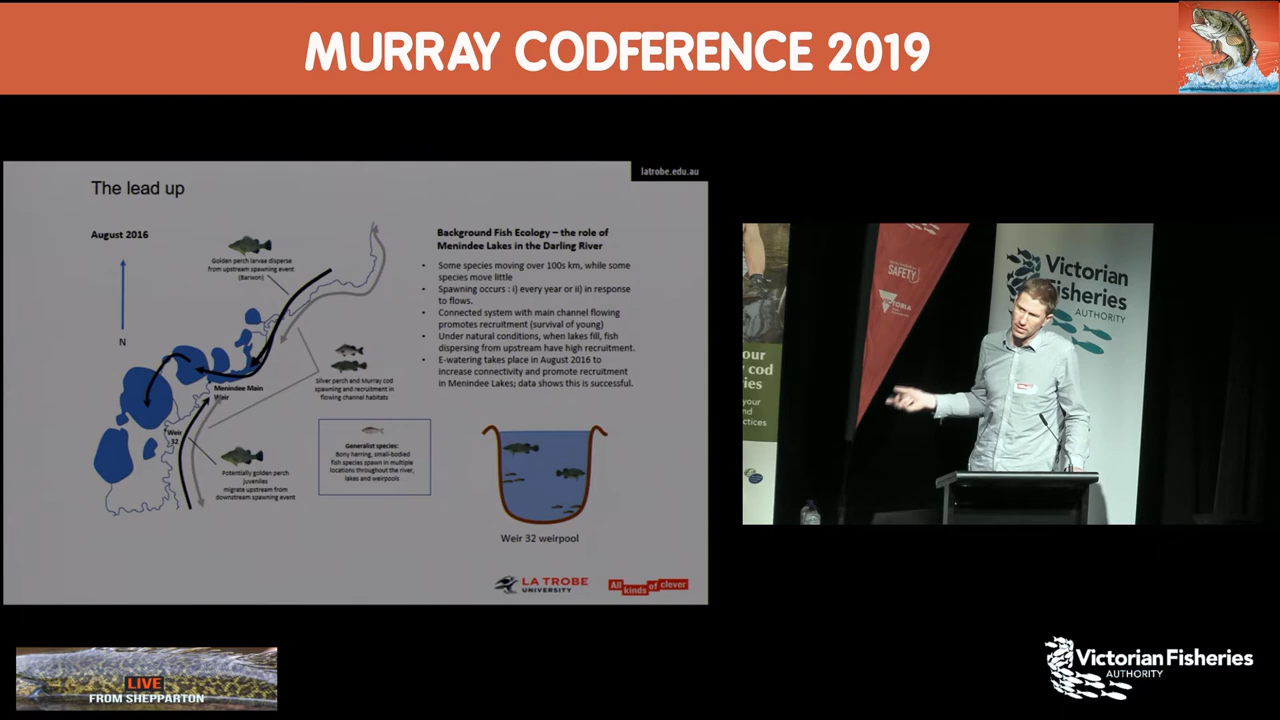 MURRAY CODFERENCE 2019
latrobe.edu.au
The lead up
August 2016
N
Golden perch larvae disperse
from upstream spawning event
(Barwon)
Menindee Main
Weir
Weir
32
Silver perch and Murray cod
spawning and recruitment in
flowing channel habitats
Potentially golden perch
juveniles
migrate upstream from
downstream spawning event
Generalist species:
Bony herring, small-bodied
fish species spawn in multiple
locations throughout the river,
lakes and weirpools
Background Fish Ecology – the role of
Menindee Lakes in the Darling River
• Some species moving over 100s km, while some
species move little
• Spawning occurs : i) every year or ii) in response
to flows.
• Connected system with main channel flowing
promotes recruitment (survival of young)
• Under natural conditions, when lakes fill, fish
dispersing from upstream have high recruitment.
• E-watering takes place in August 2016 to
increase connectivity and promote recruitment
in Menindee Lakes; data shows this is successful.
Weir 32 weirpool
LA TROBE
UNIVERSITY
All kinds of clever
SAFETY
VICTORIA
Victorian
Fisheries
AUTHORITY
our
cod
ies
your
nd
ctices
LIVE
FROM SHEPPARTON
Victorian Fisheries
AUTHORITY